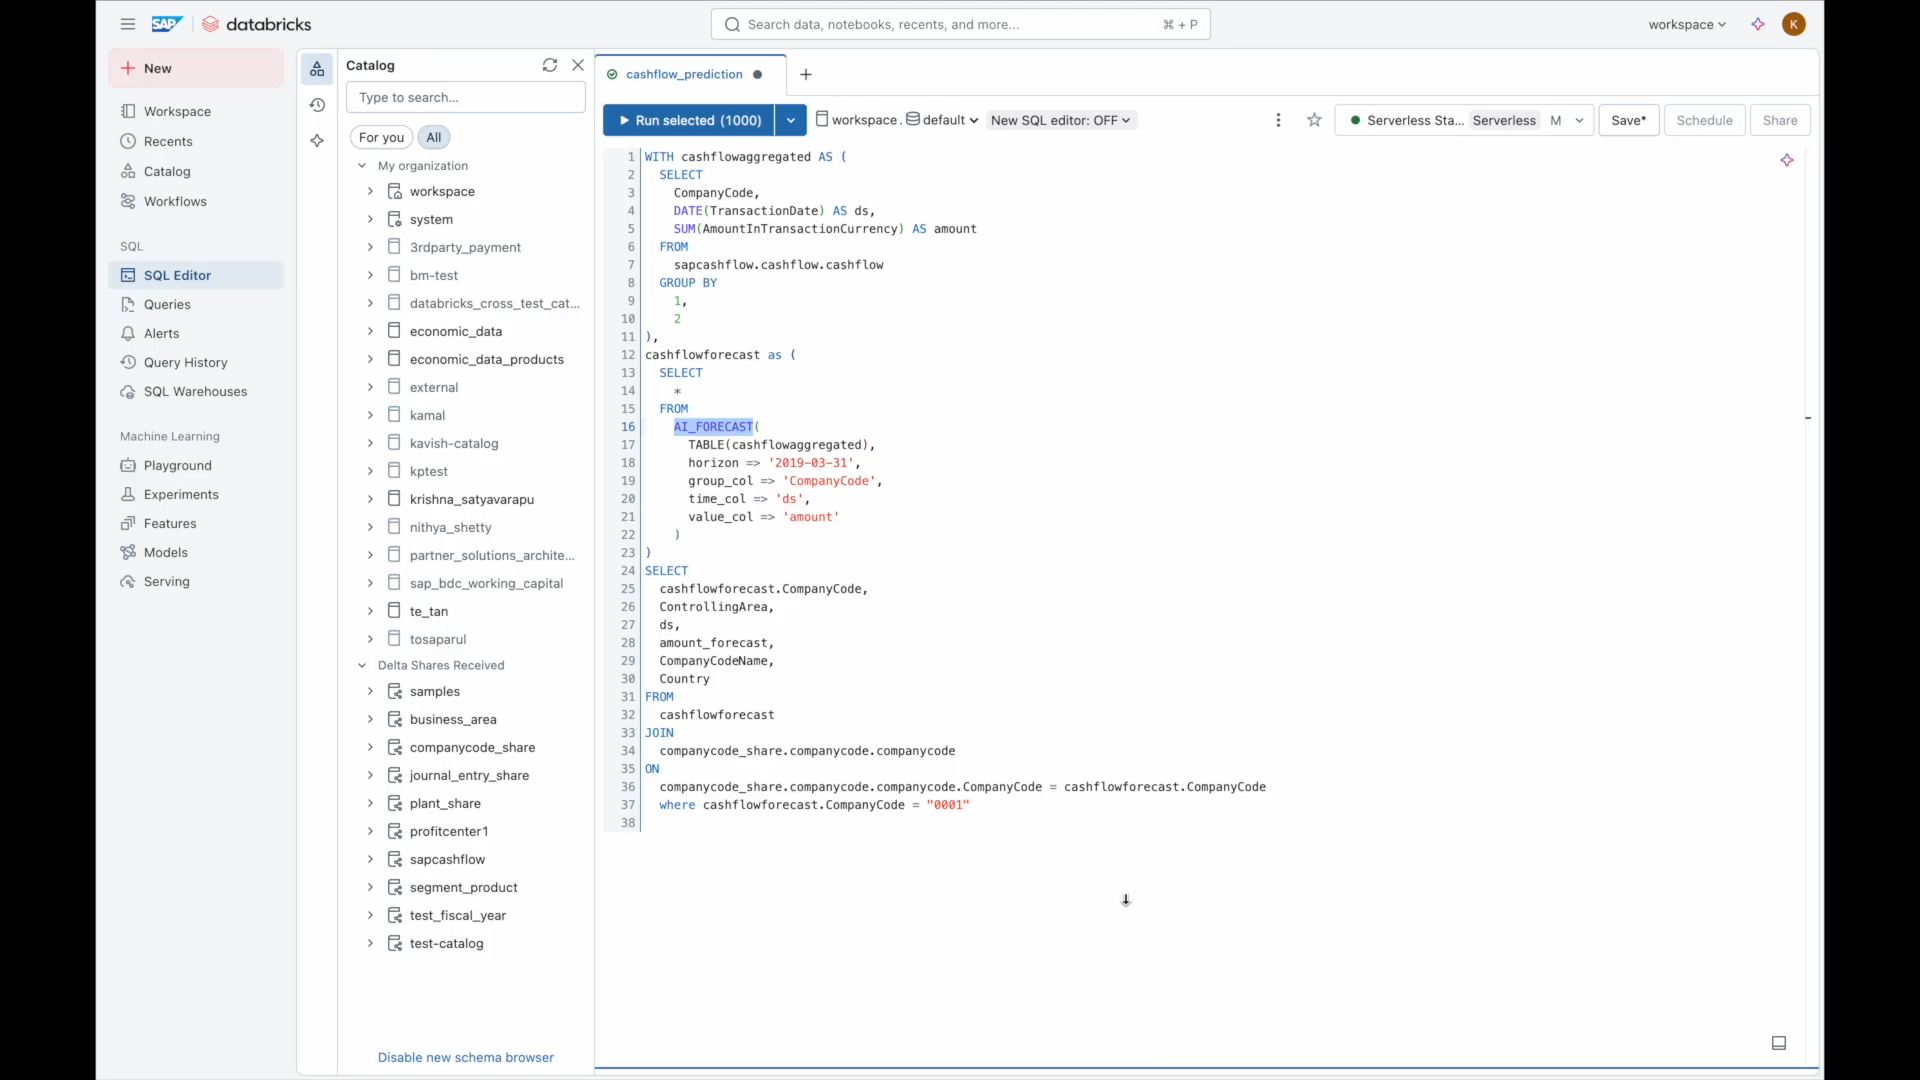 SAP databricks
Search data, notebooks, recents, and more... ⌘ + P
workspace
K
New
Workspace
Recents
Catalog
Workflows
SQL
SQL Editor
Queries
Alerts
Query History
SQL Warehouses
Machine Learning
Playground
Experiments
Features
Models
Serving
Catalog
Type to search...
For you All
My organization
workspace
system
3rdparty_payment
bm-test
databricks_cross_test_cat...
economic_data
economic_data_products
external
kamal
kavish-catalog
kptest
krishna_satyavarapu
nithya_shetty
partner_solutions_archite...
sap_bdc_working_capital
te_tan
tosaparul
Delta Shares Received
samples
business_area
companycode_share
journal_entry_share
plant_share
profitcenter1
sapcashflow
segment_product
test_fiscal_year
test-catalog
Disable new schema browser
cashflow_prediction
Run selected (1000) workspace . default New SQL editor: OFF Serverless Sta... Serverless M Save* Schedule Share
1 WITH cashflowaggregated AS (
2 SELECT
3 CompanyCode,
4 DATE(TransactionDate) AS ds,
5 SUM(AmountInTransactionCurrency) AS amount
6 FROM
7 sapcashflow.cashflow.cashflow
8 GROUP BY
9 1,
10 2
11 ),
12 cashflowforecast as (
13 SELECT
14 *
15 FROM
16 AI_FORECAST(
17 TABLE(cashflowaggregated),
18 horizon => '2019-03-31',
19 group_col => 'CompanyCode',
20 time_col => 'ds',
21 value_col => 'amount'
22 )
23 )
24 SELECT
25 cashflowforecast.CompanyCode,
26 ControllingArea,
27 ds,
28 amount_forecast,
29 CompanyCodeName,
30 Country
31 FROM
32 cashflowforecast
33 JOIN
34 companycode_share.companycode.companycode
35 ON
36 companycode_share.companycode.companycode.CompanyCode = cashflowforecast.CompanyCode
37 where cashflowforecast.CompanyCode = "0001"
38